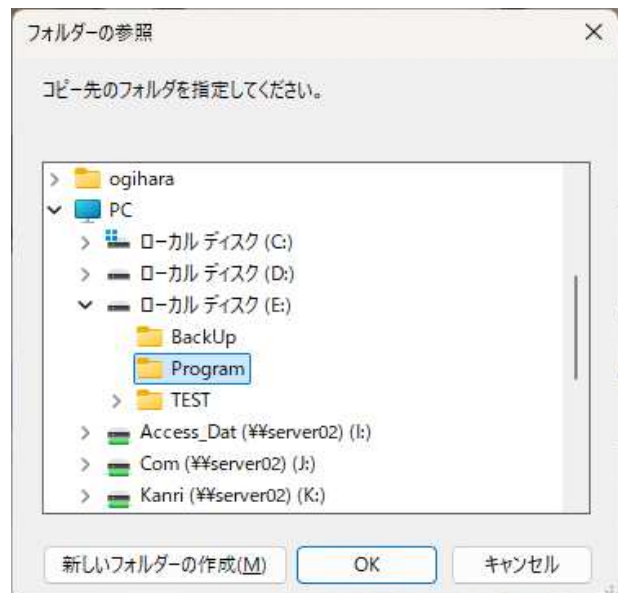 フォルダーの参照
コピー先のフォルダを指定してください。
ogihara
PC
ローカル ディスク (C:)
ローカル ディスク (D:)
ローカル ディスク (E:)
BackUp
Program
TEST
Access_Dat (¥¥server02) (I:)
Com (¥¥server02) (J:)
Kanri (¥¥server02) (K:)
新しいフォルダーの作成(M) OK キャンセル